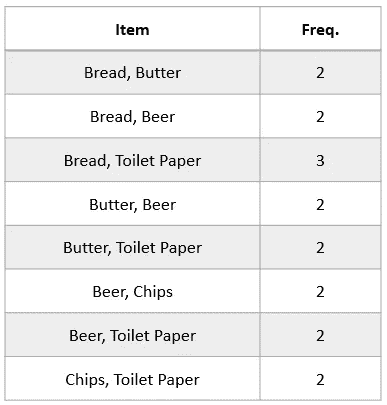 Item Freq.
Bread, Butter 2
Bread, Beer 2
Bread, Toilet Paper 3
Butter, Beer 2
Butter, Toilet Paper 2
Beer, Chips 2
Beer, Toilet Paper 2
Chips, Toilet Paper 2